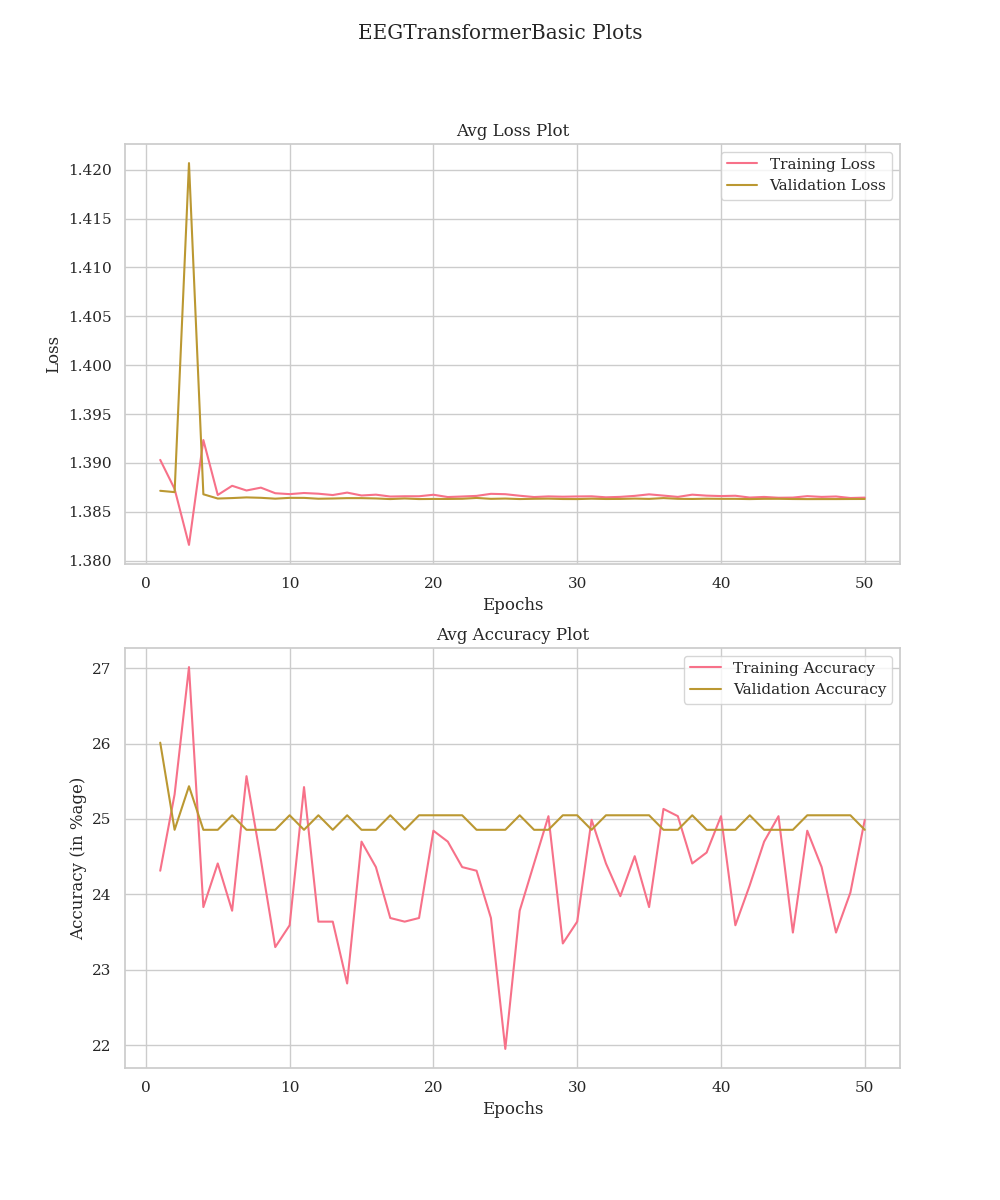 EEGTransformerBasic Plots
Avg Loss Plot
Training Loss
Validation Loss
1.420
1.415
1.410
1.405
1.400
1.395
1.390
1.385
1.380
Loss
0 10 20 30 40 50
Epochs
Avg Accuracy Plot
Training Accuracy
Validation Accuracy
27
26
25
24
23
22
Accuracy (in %age)
0 10 20 30 40 50
Epochs